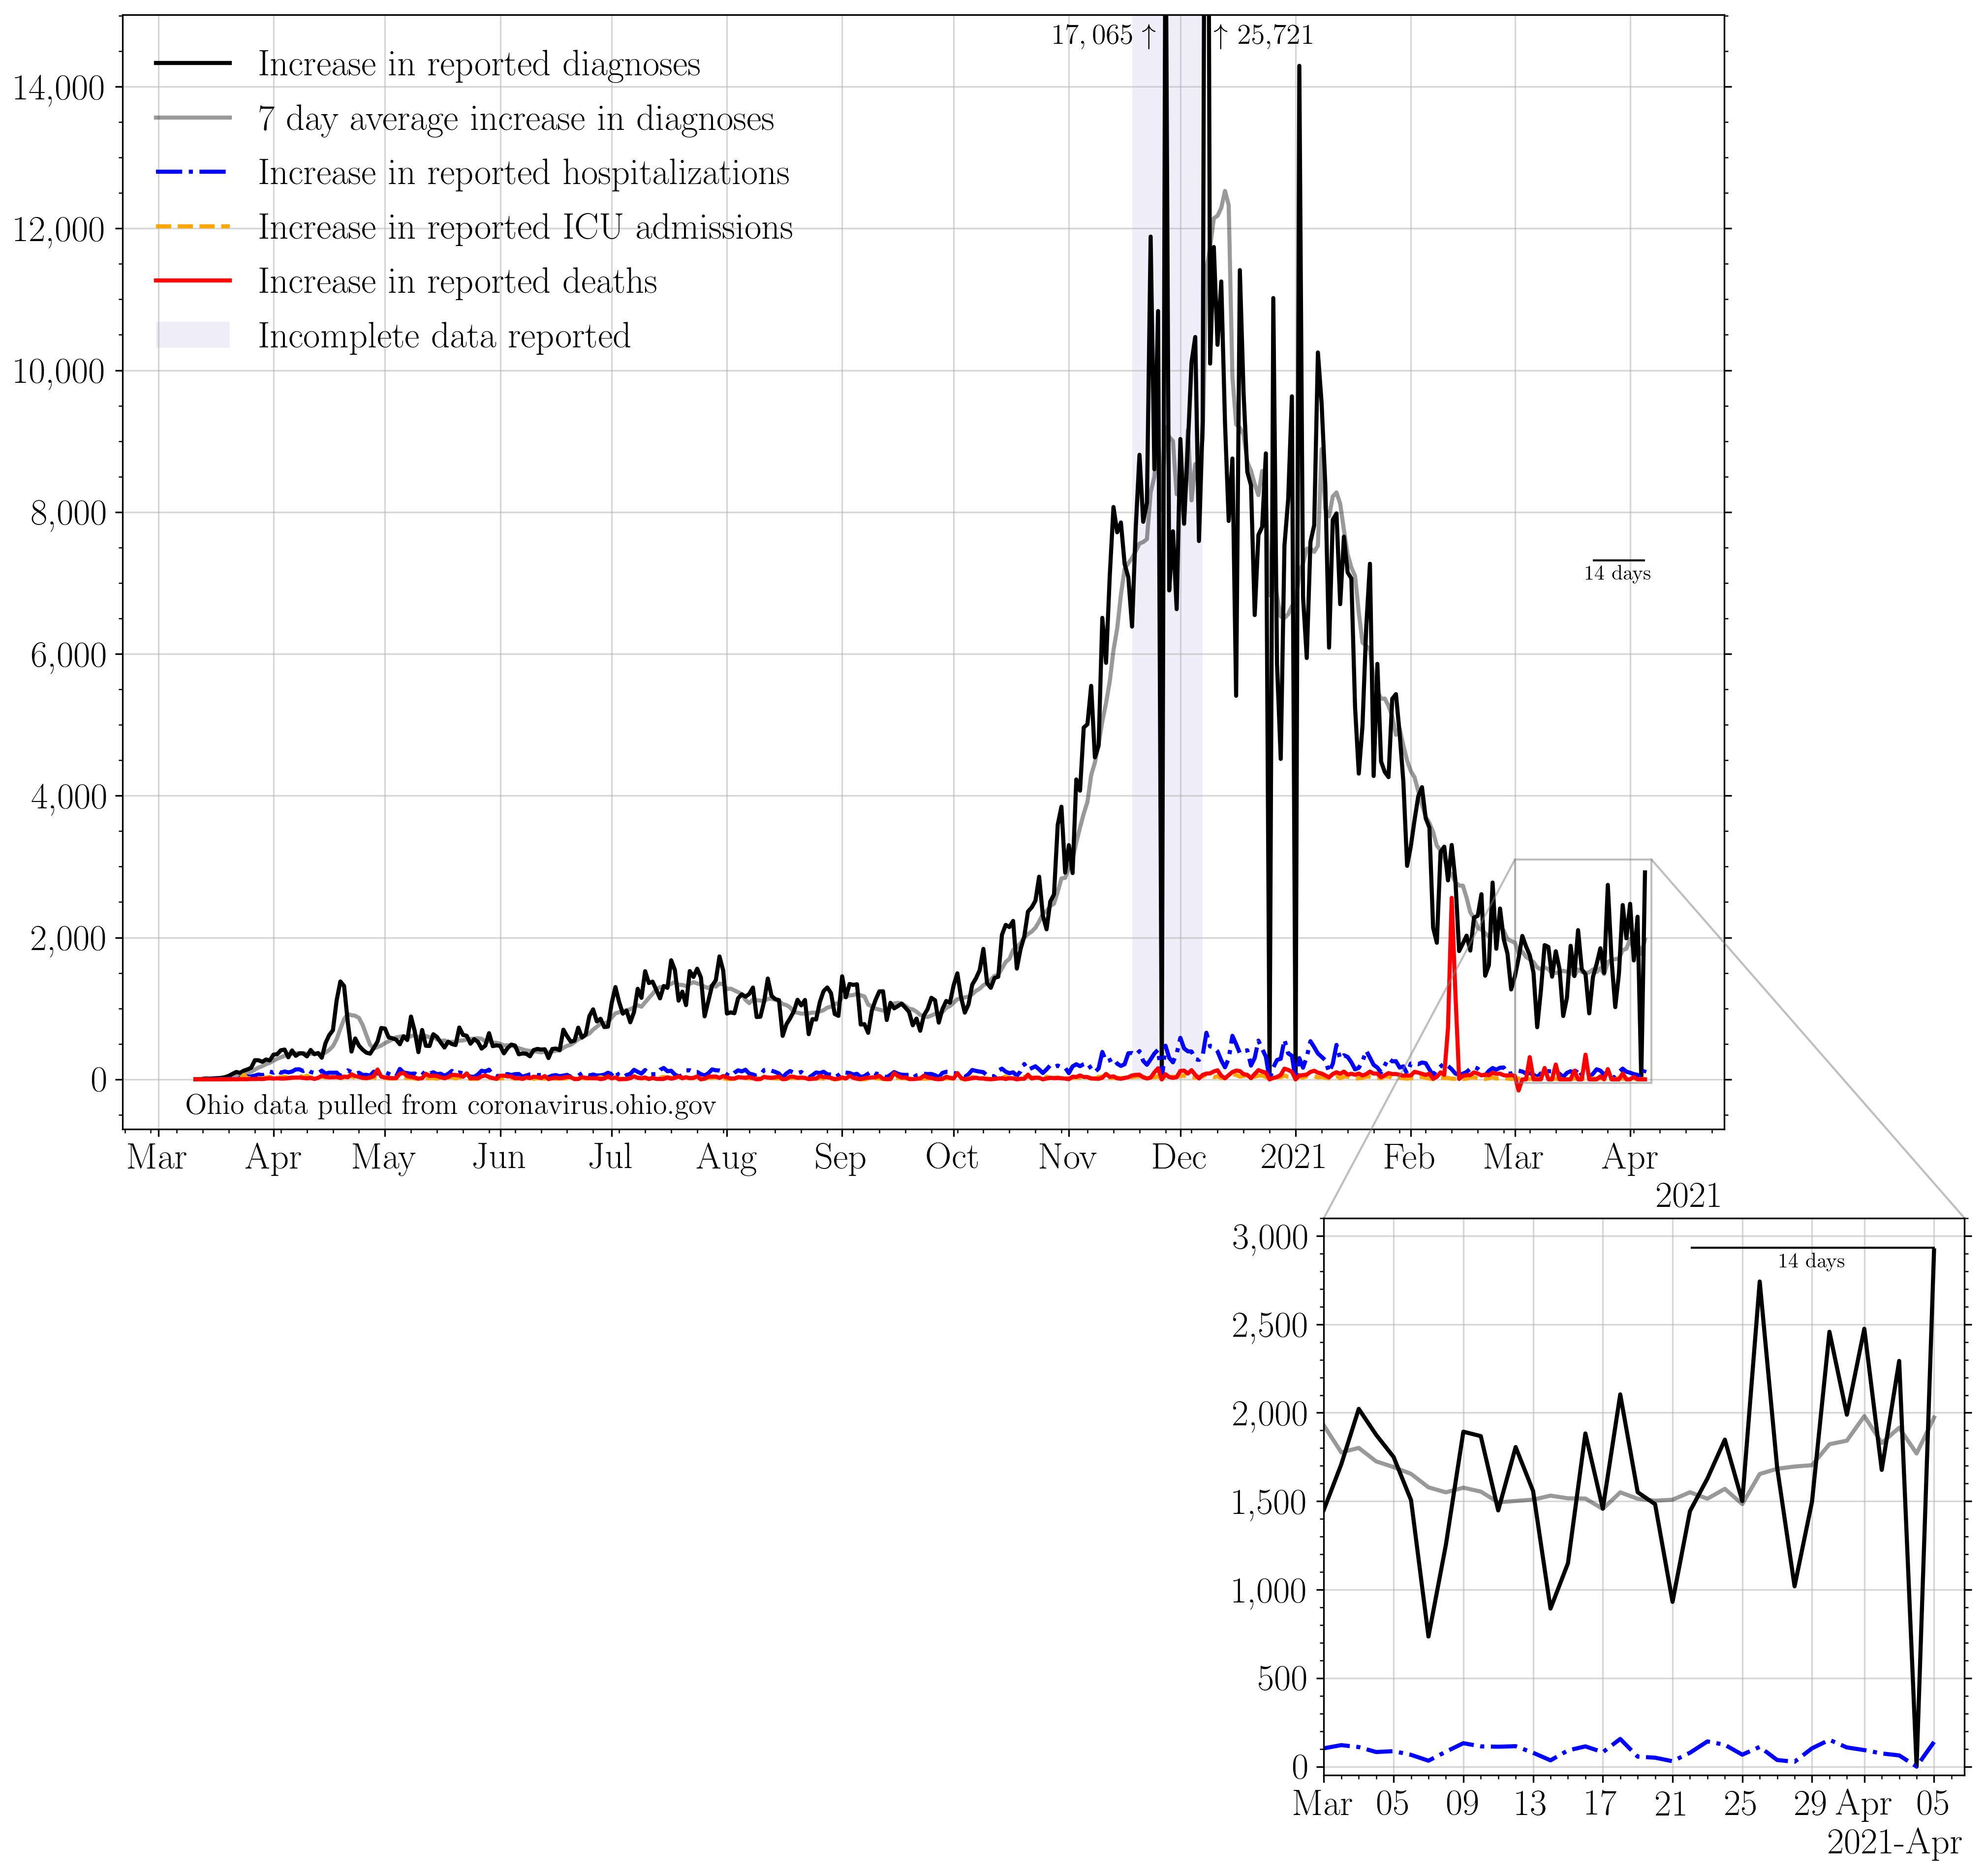 17,065 ↑ ↑ 25,721
Increase in reported diagnoses
7 day average increase in diagnoses
Increase in reported hospitalizations
Increase in reported ICU admissions
Increase in reported deaths
Incomplete data reported
14,000
12,000
10,000
8,000
6,000
4,000
2,000
0
14 days
Ohio data pulled from coronavirus.ohio.gov
Mar Apr May Jun Jul Aug Sep Oct Nov Dec 2021 Feb Mar Apr
2021
3,000
2,500
2,000
1,500
1,000
500
0
14 days
Mar 05 09 13 17 21 25 29 Apr 05
2021-Apr